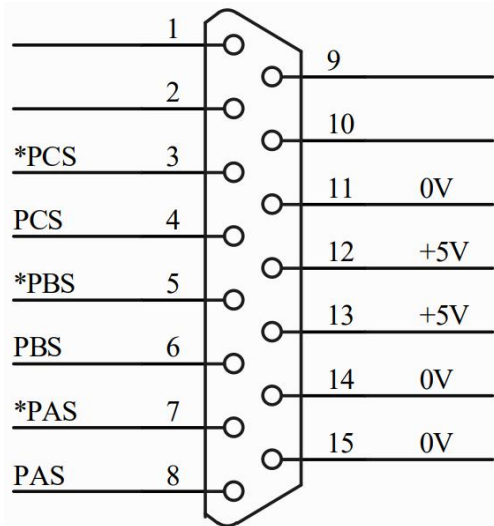 1
9
2
10
*PCS 3
11 0V
PCS 4
12 +5V
*PBS 5
13 +5V
PBS 6
14 0V
*PAS 7
15 0V
PAS 8